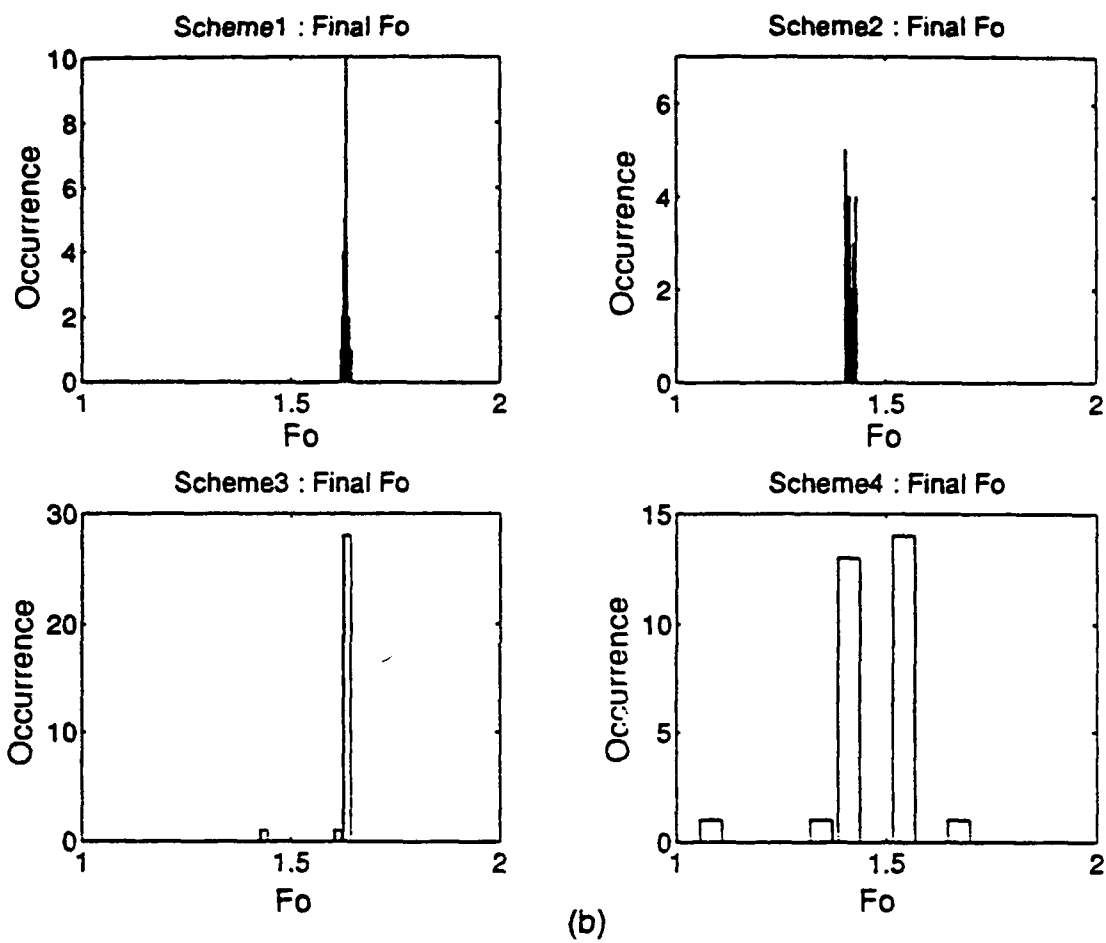 Scheme1 : Final Fo
10
8
6
4
2
0
Occurrence
1
1.5
2
Fo
Scheme2 : Final Fo
6
4
2
0
Occurrence
1
1.5
2
Fo
Scheme3 : Final Fo
30
20
10
0
Occurrence
1
1.5
2
Fo
Scheme4 : Final Fo
15
10
5
0
Occurrence
1
1.5
2
Fo
(b)